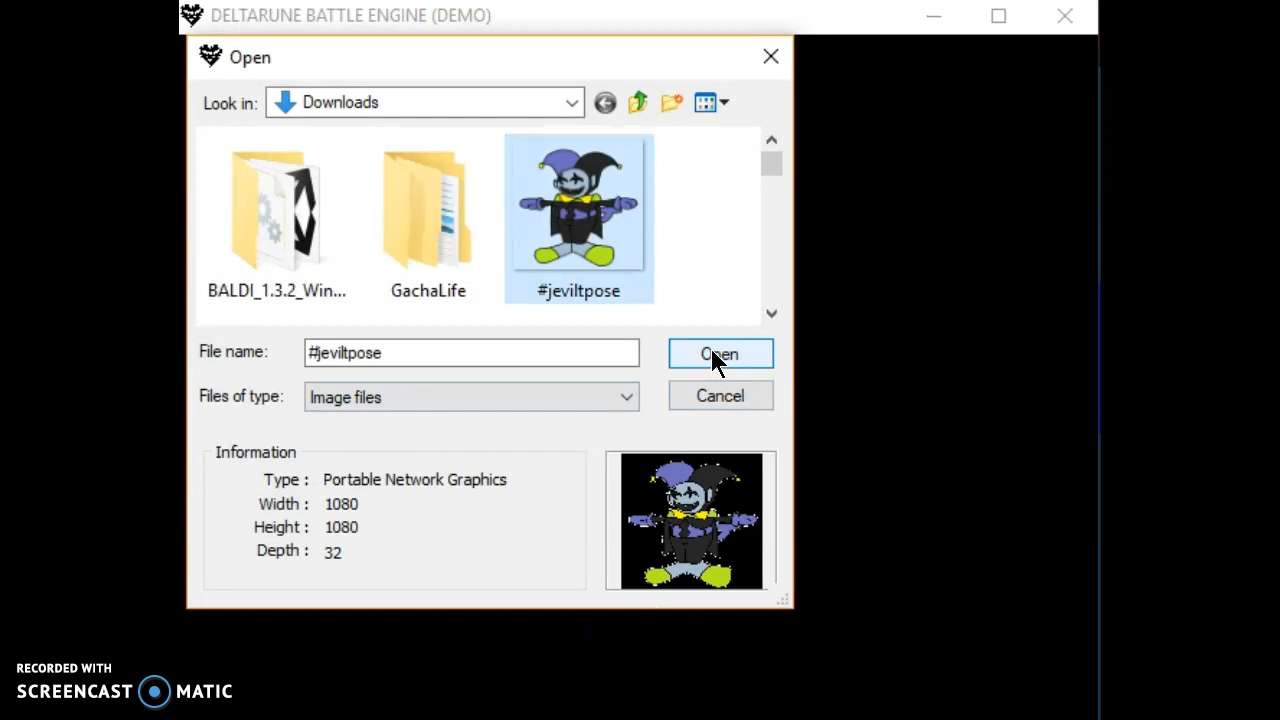 DELTARUNE BATTLE ENGINE (DEMO)
Open
Look in:
Downloads
BALDI_1.3.2_Win...
GachaLife
#jeviltpose
File name:
#jeviltpose
Open
Files of type:
Image files
Cancel
Information
Type : Portable Network Graphics
Width : 1080
Height : 1080
Depth : 32
RECORDED WITH
SCREENCAST MATIC